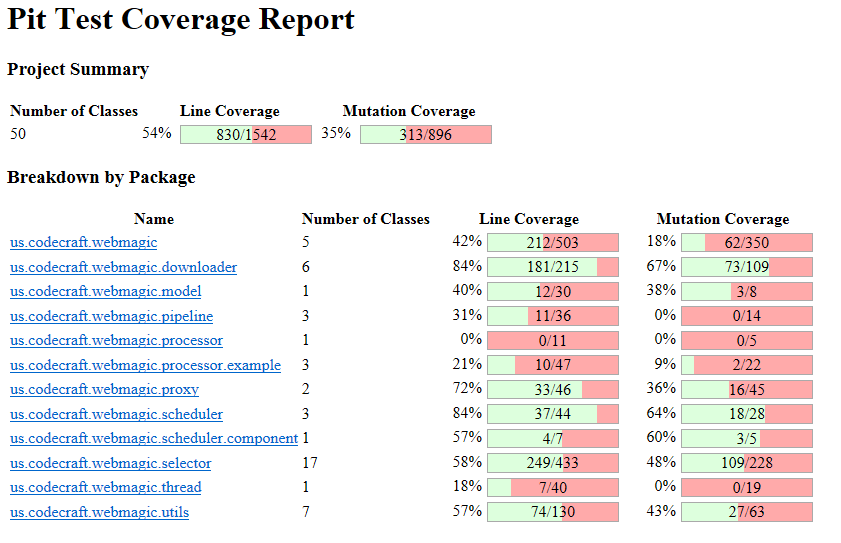 Pit Test Coverage Report
Project Summary
Number of Classes Line Coverage Mutation Coverage
50 54% 830/1542 35% 313/896
Breakdown by Package
Name Number of Classes Line Coverage Mutation Coverage
us.codecraft.webmagic 5 42% 212/503 18% 62/350
us.codecraft.webmagic.downloader 6 84% 181/215 67% 73/109
us.codecraft.webmagic.model 1 40% 12/30 38% 3/8
us.codecraft.webmagic.pipeline 3 31% 11/36 0% 0/14
us.codecraft.webmagic.processor 1 0% 0/11 0% 0/5
us.codecraft.webmagic.processor.example 3 21% 10/47 9% 2/22
us.codecraft.webmagic.proxy 2 72% 33/46 36% 16/45
us.codecraft.webmagic.scheduler 3 84% 37/44 64% 18/28
us.codecraft.webmagic.scheduler.component 1 57% 4/7 60% 3/5
us.codecraft.webmagic.selector 17 58% 249/433 48% 109/228
us.codecraft.webmagic.thread 1 18% 7/40 0% 0/19
us.codecraft.webmagic.utils 7 57% 74/130 43% 27/63